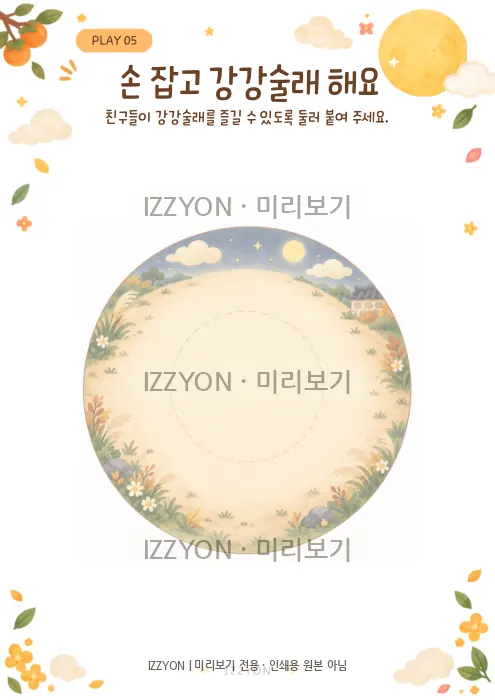 PLAY 05
손 잡고 강강술래 해요
친구들이 강강술래를 즐길 수 있도록 둘러 붙여 주세요.
IZZYON · 미리보기
IZZYON · 미리보기
IZZYON · 미리보기
IZZYON | 미리보기 전용 · 인쇄용 원본 아님
IZZYON